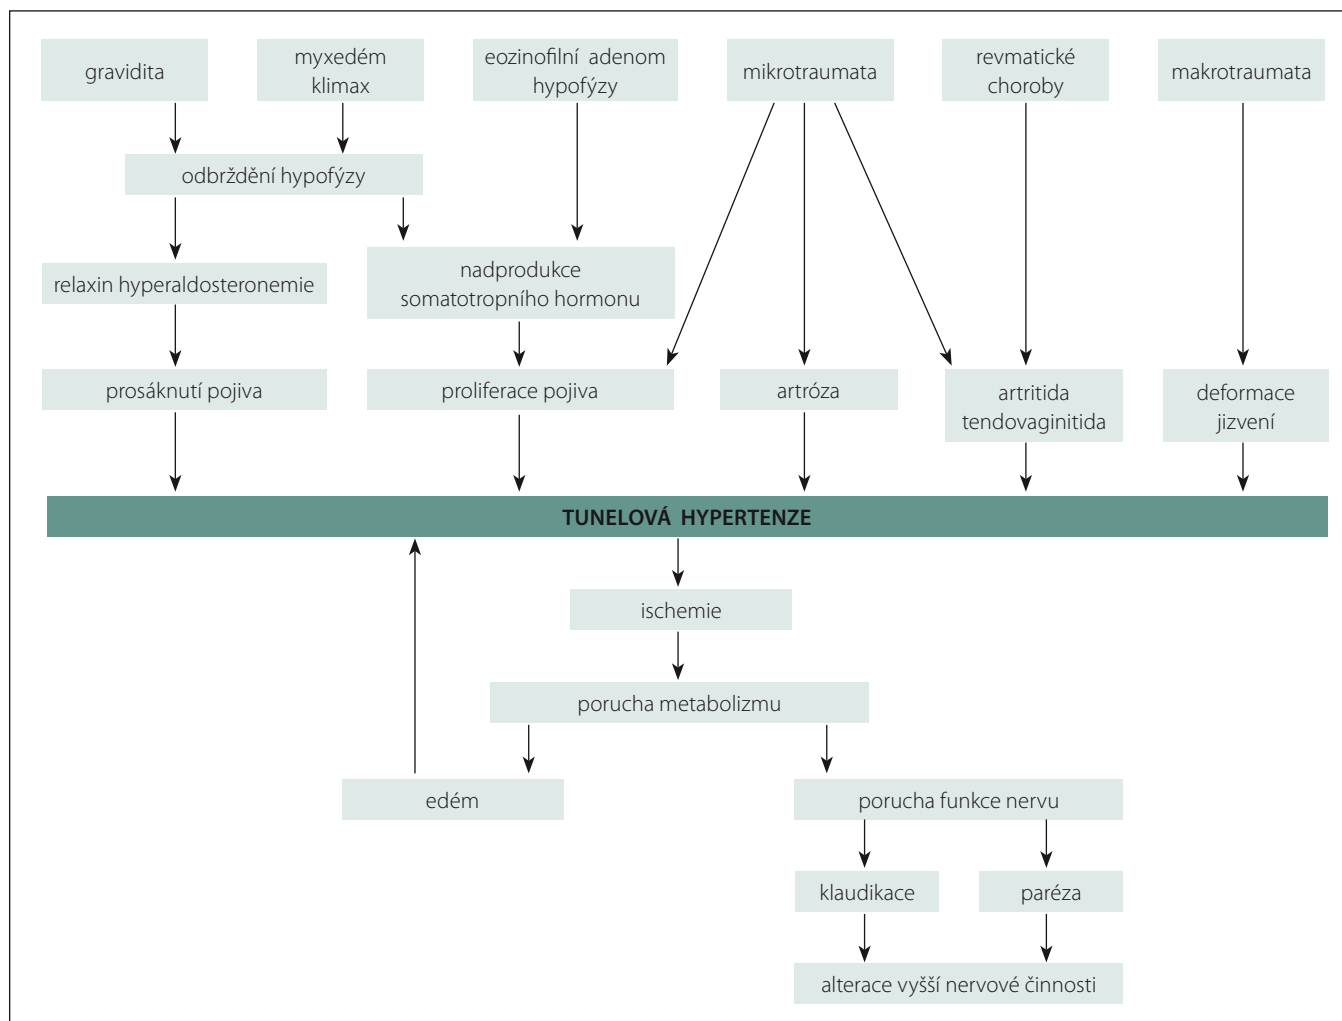 gravidita
myxedém
klimax
eozinofilní adenom
hypofýzy
mikrotraumata
revmatické
choroby
makrotraumata
odbrždění hypofýzy
relaxin hyperaldosteronemie
nadprodukce
somatotropního hormonu
prosáknutí pojiva
proliferace pojiva
artróza
artritida
tendovaginitida
deformace
jizvení
TUNELOVÁ HYPERTENZE
ischemie
porucha metabolizmu
edém
porucha funkce nervu
klaudikace
paréza
alterace vyšší nervové činnosti